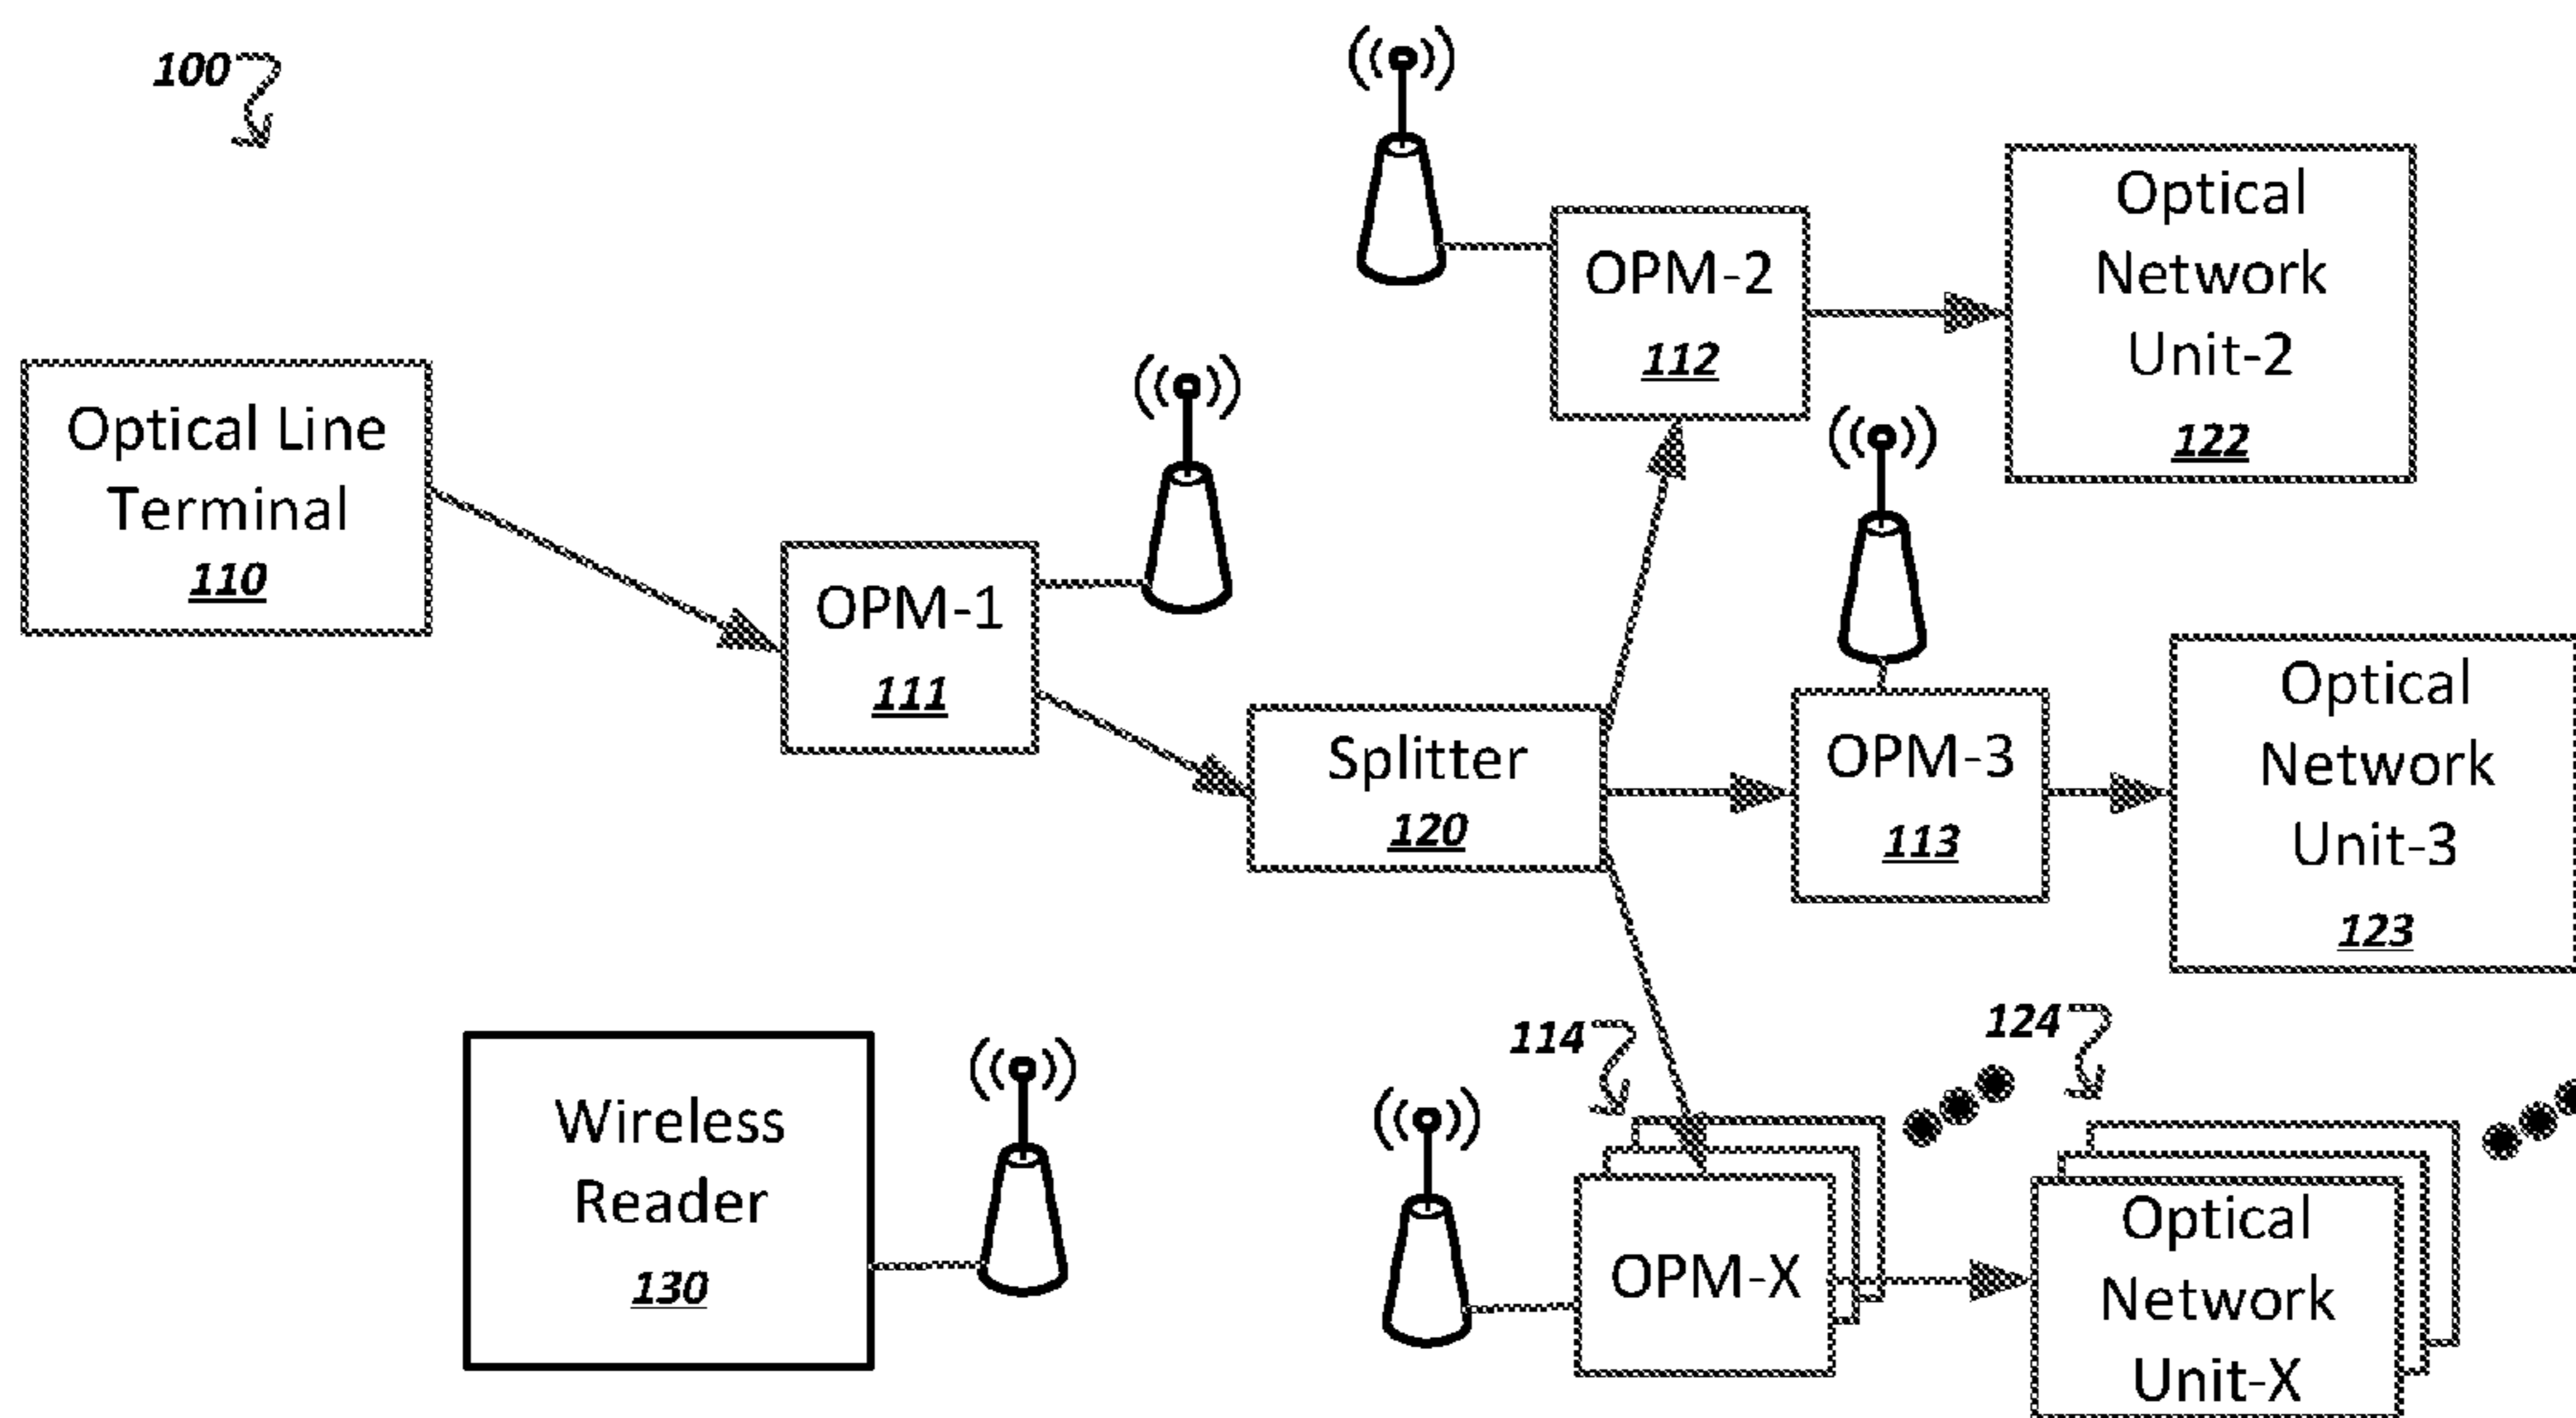 100
Optical Line
Terminal
110
OPM-1
111
Splitter
120
OPM-2
112
Optical
Network
Unit-2
122
OPM-3
113
Optical
Network
Unit-3
123
Wireless
Reader
130
114
OPM-X
124
Optical
Network
Unit-X